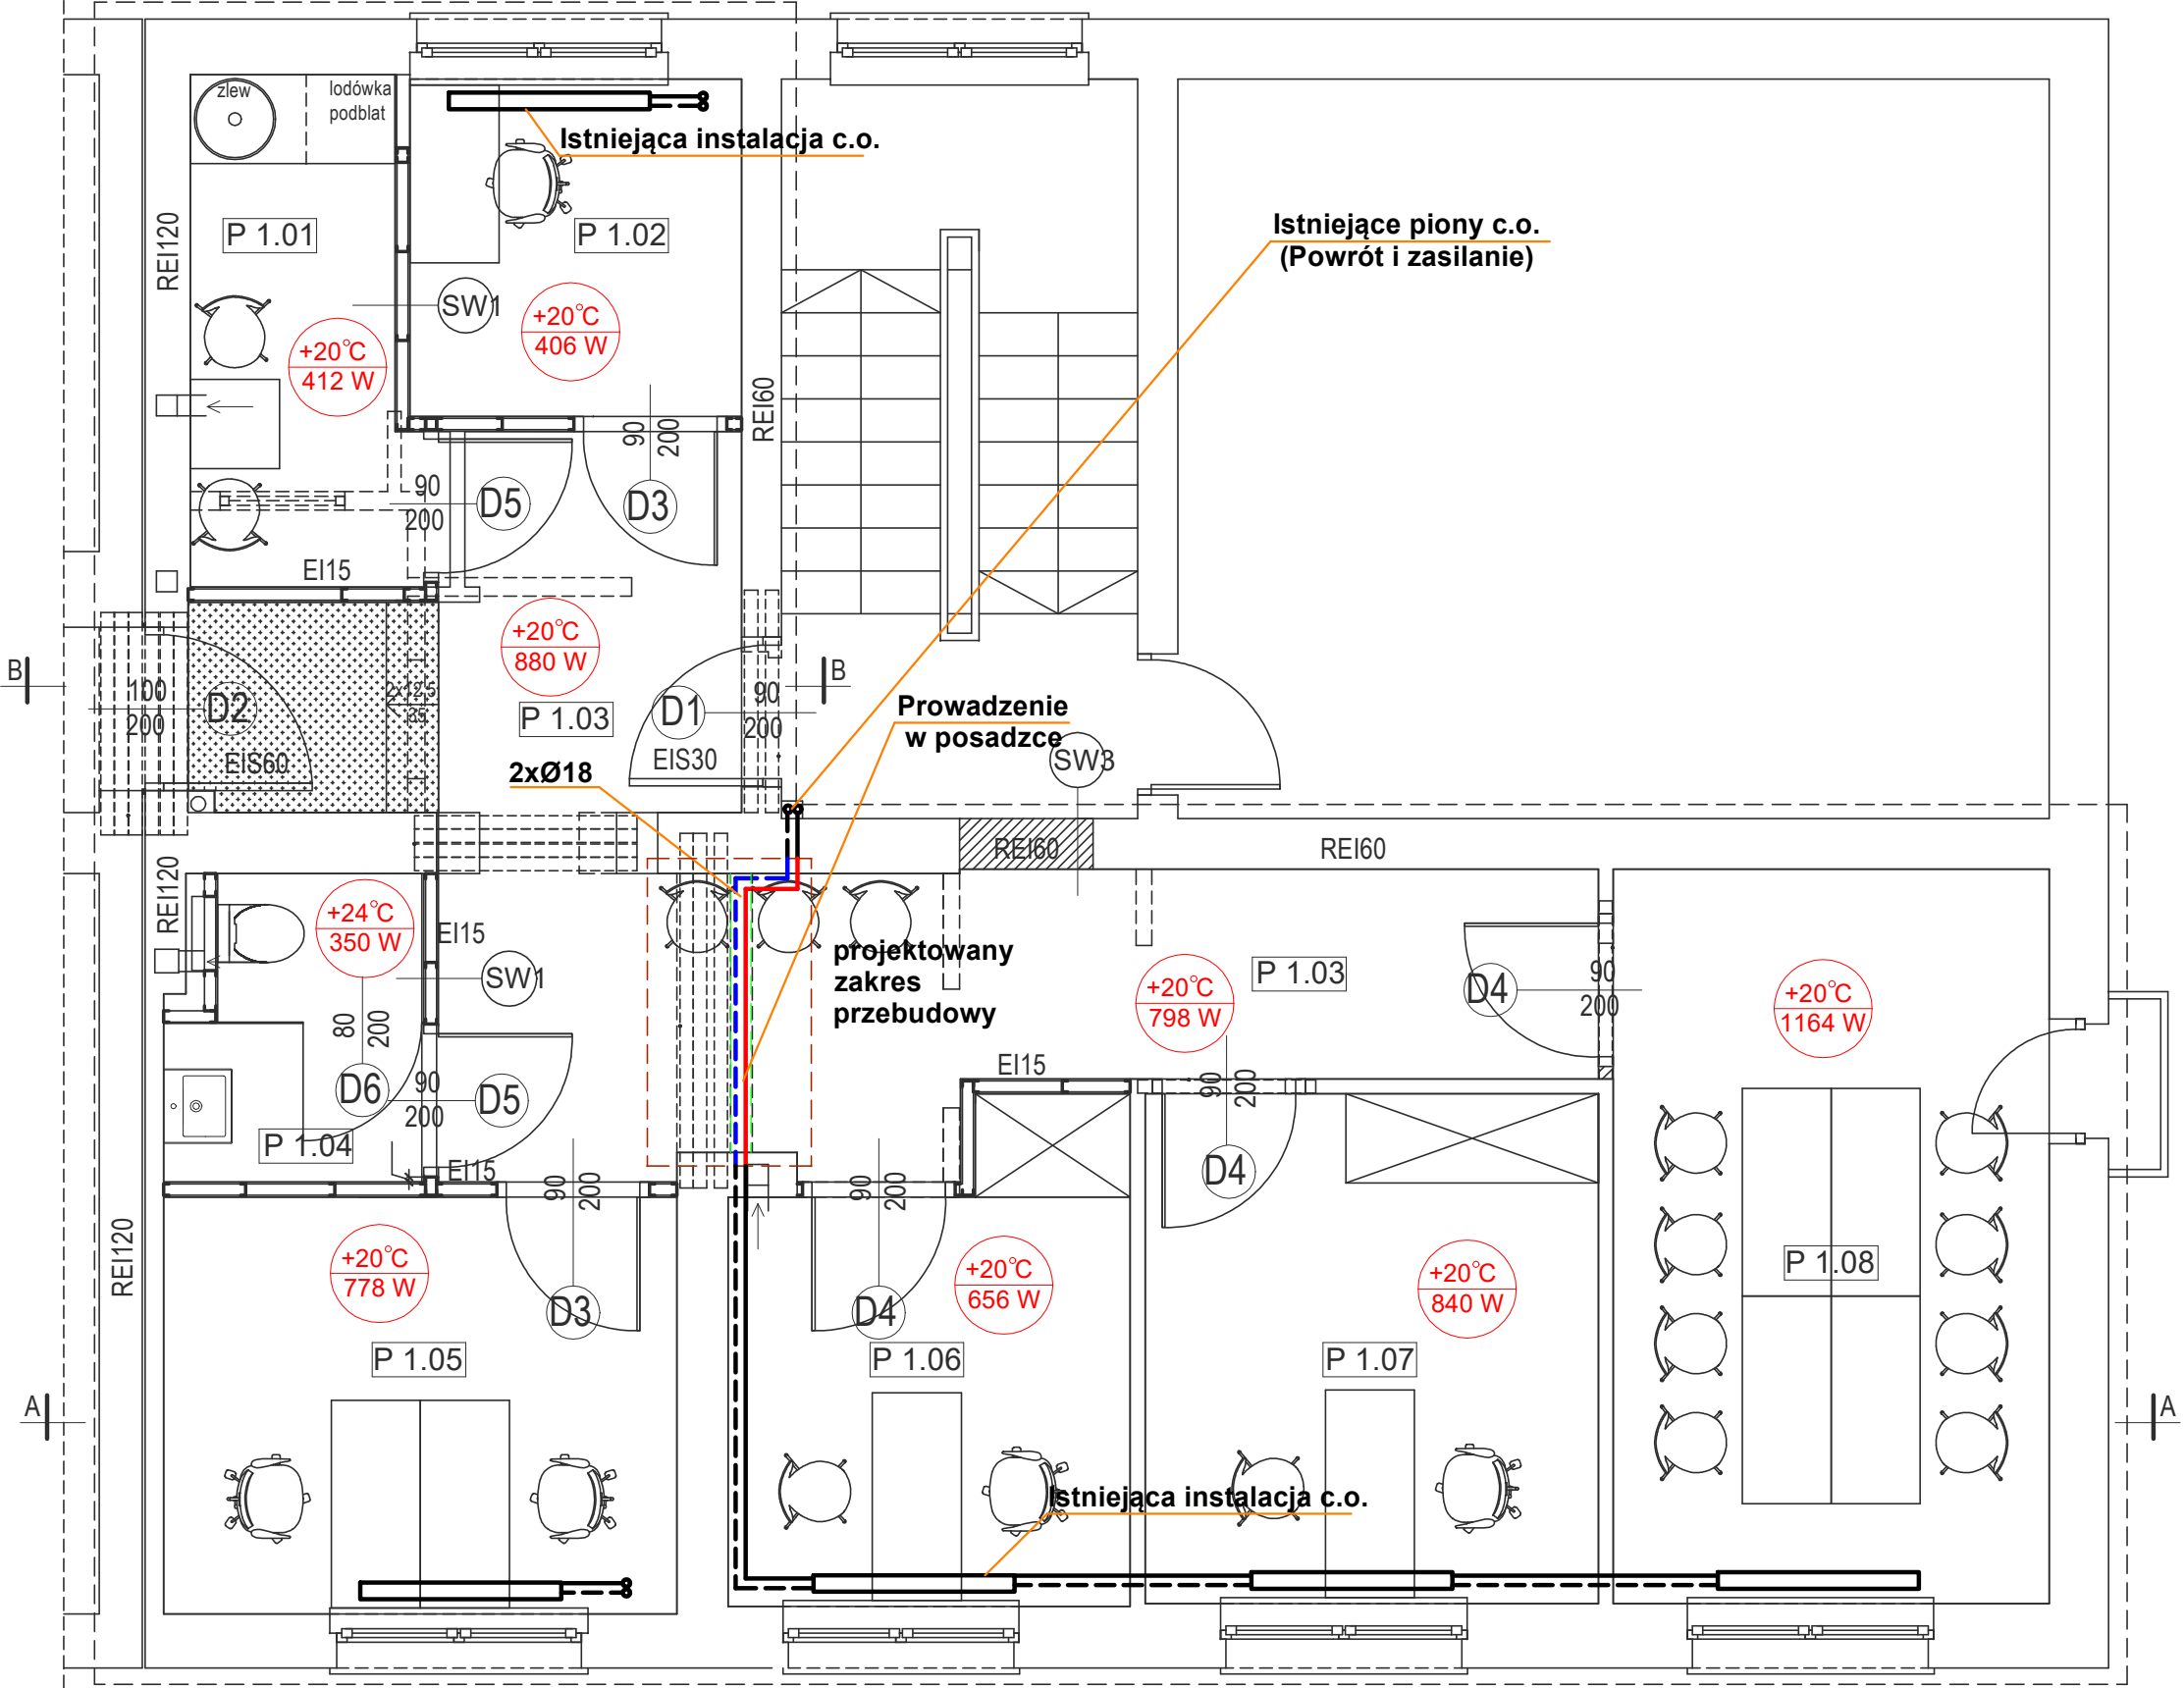 zlew
lodówka
podblat
Istniejąca instalacja c.o.
REI120
P 1.01
P 1.02
SW1
+20°C
406 W
+20°C
412 W
Istniejące piony c.o.
(Powrót i zasilanie)
REI60
90
200
D3
90
200
D5
EI15
+20°C
880 W
P 1.03
B
B
100
200
D2
EIS60
2x12,5
35
D1
90
200
EIS30
Prowadzenie
w posadzce
SW3
2xØ18
REI60
REI60
REI120
+24°C
350 W
EI15
SW1
80
200
D6
90
200
D5
P 1.04
EI15
projektowany
zakres
przebudowy
+20°C
798 W
P 1.03
D4
90
200
+20°C
1164 W
EI15
90
200
D4
REI120
+20°C
778 W
90
200
D3
P 1.05
90
200
D4
+20°C
656 W
P 1.06
+20°C
840 W
P 1.07
P 1.08
A
A
Istniejąca instalacja c.o.